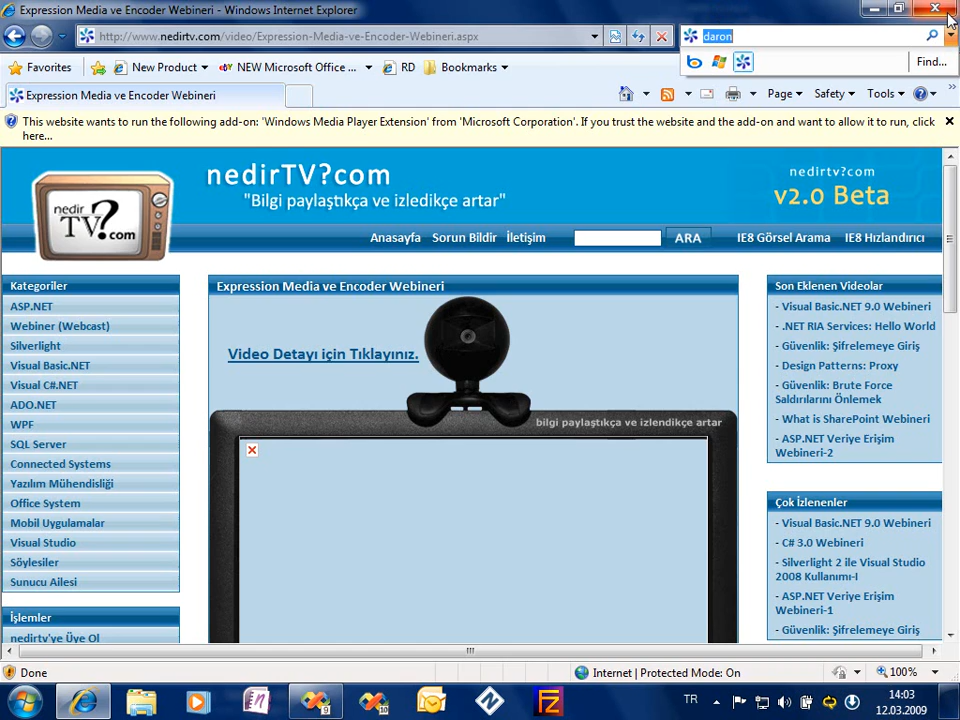 Expression Media ve Encoder Webineri - Windows Internet Explorer
http://www.nedirtv.com/video/Expression-Media-ve-Encoder-Webineri.aspx
daron
Favorites
New Product
NEW Microsoft Office ...
RD
Bookmarks
Find...
Expression Media ve Encoder Webineri
Page
Safety
Tools
This website wants to run the following add-on: 'Windows Media Player Extension' from 'Microsoft Corporation'. If you trust the website and the add-on and want to allow it to run, click
here...
nedir
TV?
.com
nedirTV?com
"Bilgi paylaştıkça ve izledikçe artar"
nedirtv?com
v2.0 Beta
Anasayfa
Sorun Bildir
İletişim
ARA
IE8 Görsel Arama
IE8 Hızlandırıcı
Kategoriler
ASP.NET
Webiner (Webcast)
Silverlight
Visual Basic.NET
Visual C#.NET
ADO.NET
WPF
SQL Server
Connected Systems
Yazılım Mühendisliği
Office System
Mobil Uygulamalar
Visual Studio
Söylesiler
Sunucu Ailesi
İşlemler
nedirtv'ye Üye Ol
Expression Media ve Encoder Webineri
Video Detayı için Tıklayınız.
bilgi paylaştıkça ve izlendikçe artar
Son Eklenen Videolar
- Visual Basic.NET 9.0 Webineri
- .NET RIA Services: Hello World
- Güvenlik: Şifrelemeye Giriş
- Design Patterns: Proxy
- Güvenlik: Brute Force
Saldırılarını Önlemek
- What is SharePoint Webineri
- ASP.NET Veriye Erişim
Webineri-2
Çok İzlenenler
- Visual Basic.NET 9.0 Webineri
- C# 3.0 Webineri
- Silverlight 2 ile Visual Studio
2008 Kullanımı-I
- ASP.NET Veriye Erişim
Webineri-1
- Güvenlik: Şifrelemeye Giriş
Done
Internet | Protected Mode: On
100%
9
10
TR
14:03
12.03.2009